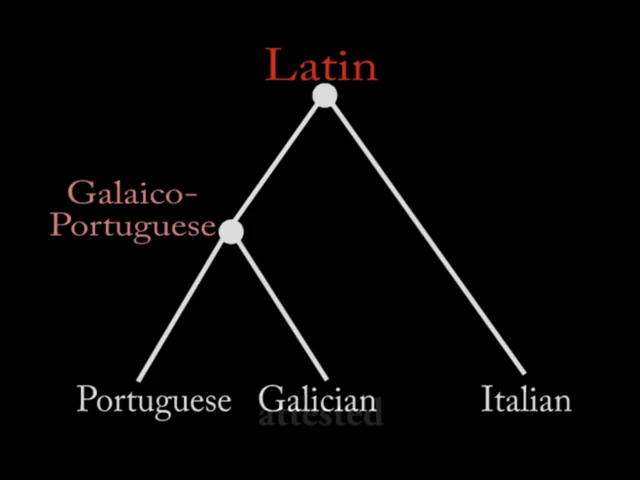 Latin
Galaico-
Portuguese
Portuguese Galician Italian
attested